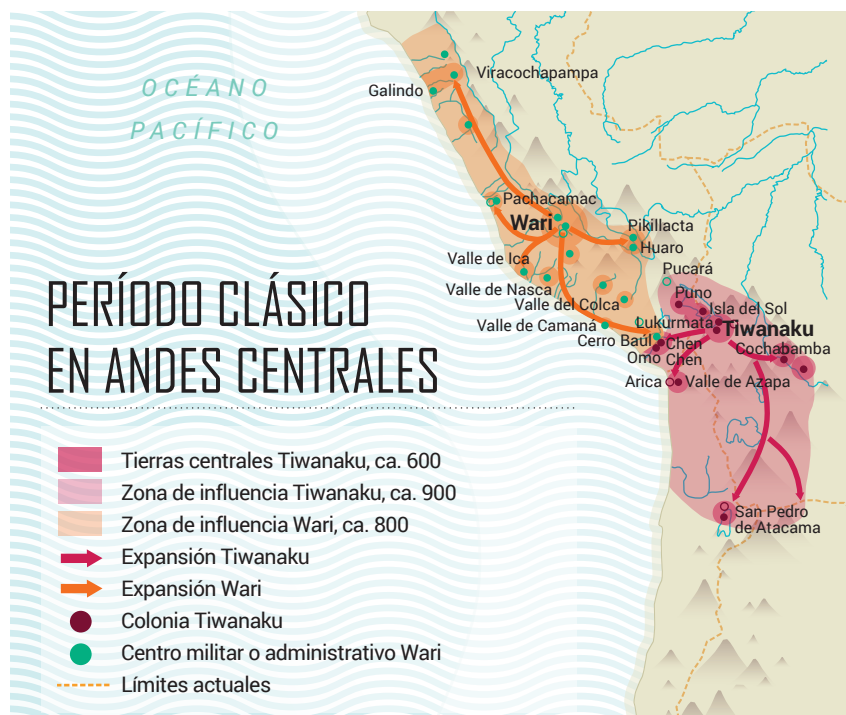 OCÉANO
PACÍFICO
Viracochapampa
Galindo
Pachacamac
Wari
Pikillacta
Huaro
Valle de Ica
Pucará
Valle de Nasca
Puno
Valle del Colca
Isla del Sol
Valle de Camaná
Lukurmata
Tiwanaku
Cerro Baúl
Chen
Cochabamba
Omo
Chen
Arica
Valle de Azapa
San Pedro
de Atacama
PERÍODO CLÁSICO
EN ANDES CENTRALES
Tierras centrales Tiwanaku, ca. 600
Zona de influencia Tiwanaku, ca. 900
Zona de influencia Wari, ca. 800
Expansión Tiwanaku
Expansión Wari
Colonia Tiwanaku
Centro militar o administrativo Wari
Límites actuales